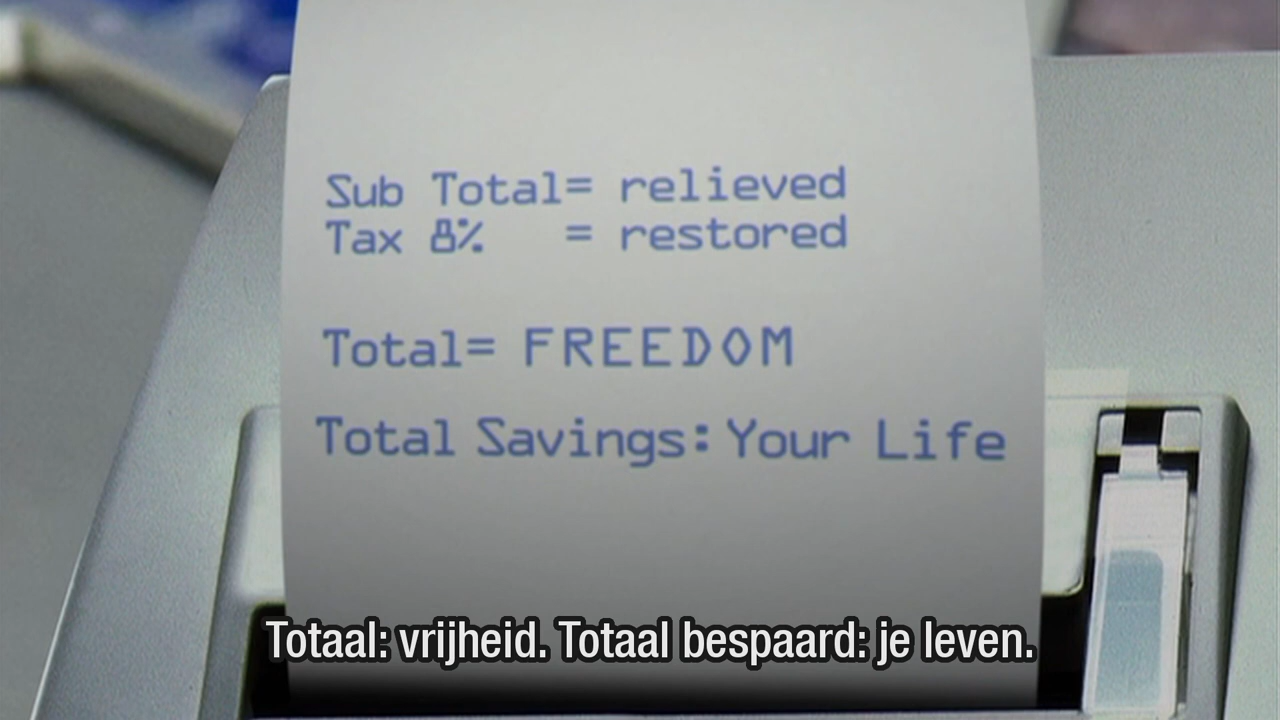 Sub Total= relieved
Tax 8% = restored
Total= FREEDOM
Total Savings: Your Life
Totaal: vrijheid. Totaal bespaard: je leven.